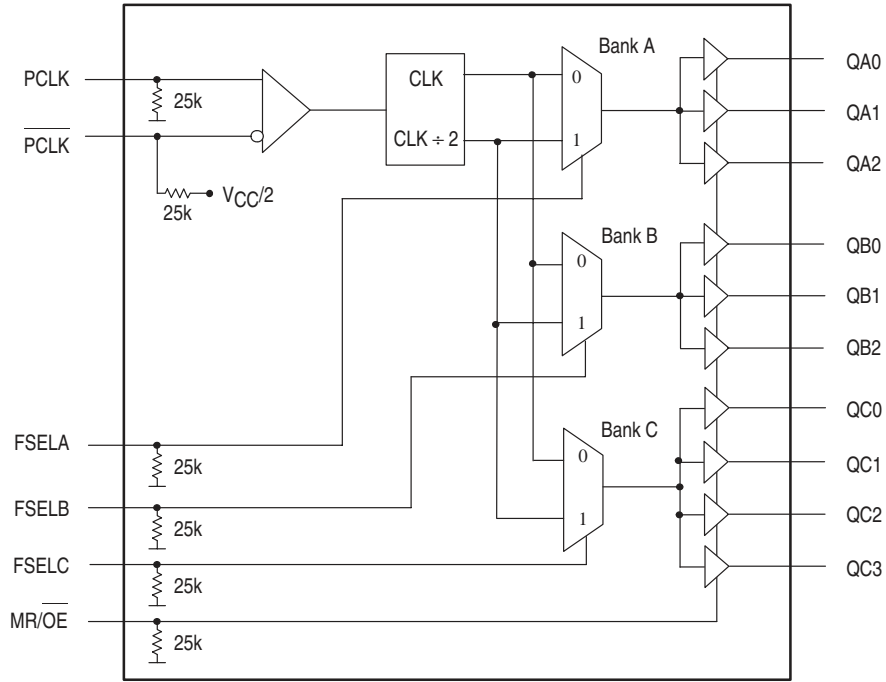 Bank A
PCLK
25k
CLK
0
QA0
QA1
PCLK
CLK ÷ 2
1
QA2
VCC/2
25k
Bank B
0
QB0
QB1
1
QB2
QC0
FSELA
25k
Bank C
0
QC1
FSELB
25k
1
QC2
FSELC
25k
QC3
MR/OE
25k